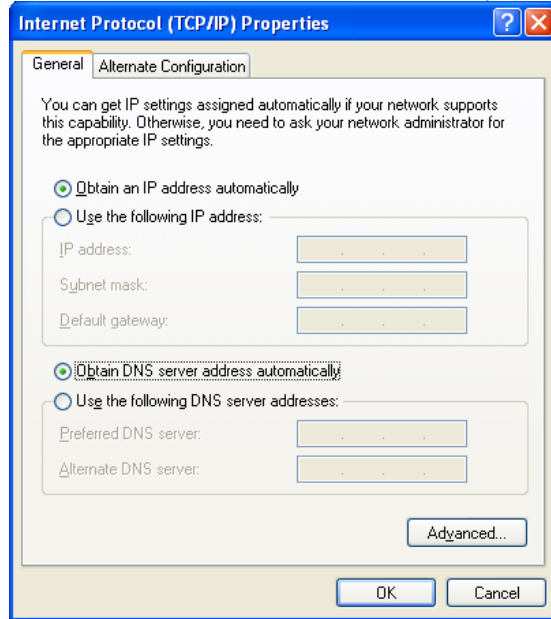 Internet Protocol (TCP/IP) Properties
General
Alternate Configuration
You can get IP settings assigned automatically if your network supports
this capability. Otherwise, you need to ask your network administrator for
the appropriate IP settings.
Obtain an IP address automatically
Use the following IP address:
IP address:
Subnet mask:
Default gateway:
Obtain DNS server address automatically
Use the following DNS server addresses:
Preferred DNS server:
Alternate DNS server:
Advanced...
OK
Cancel